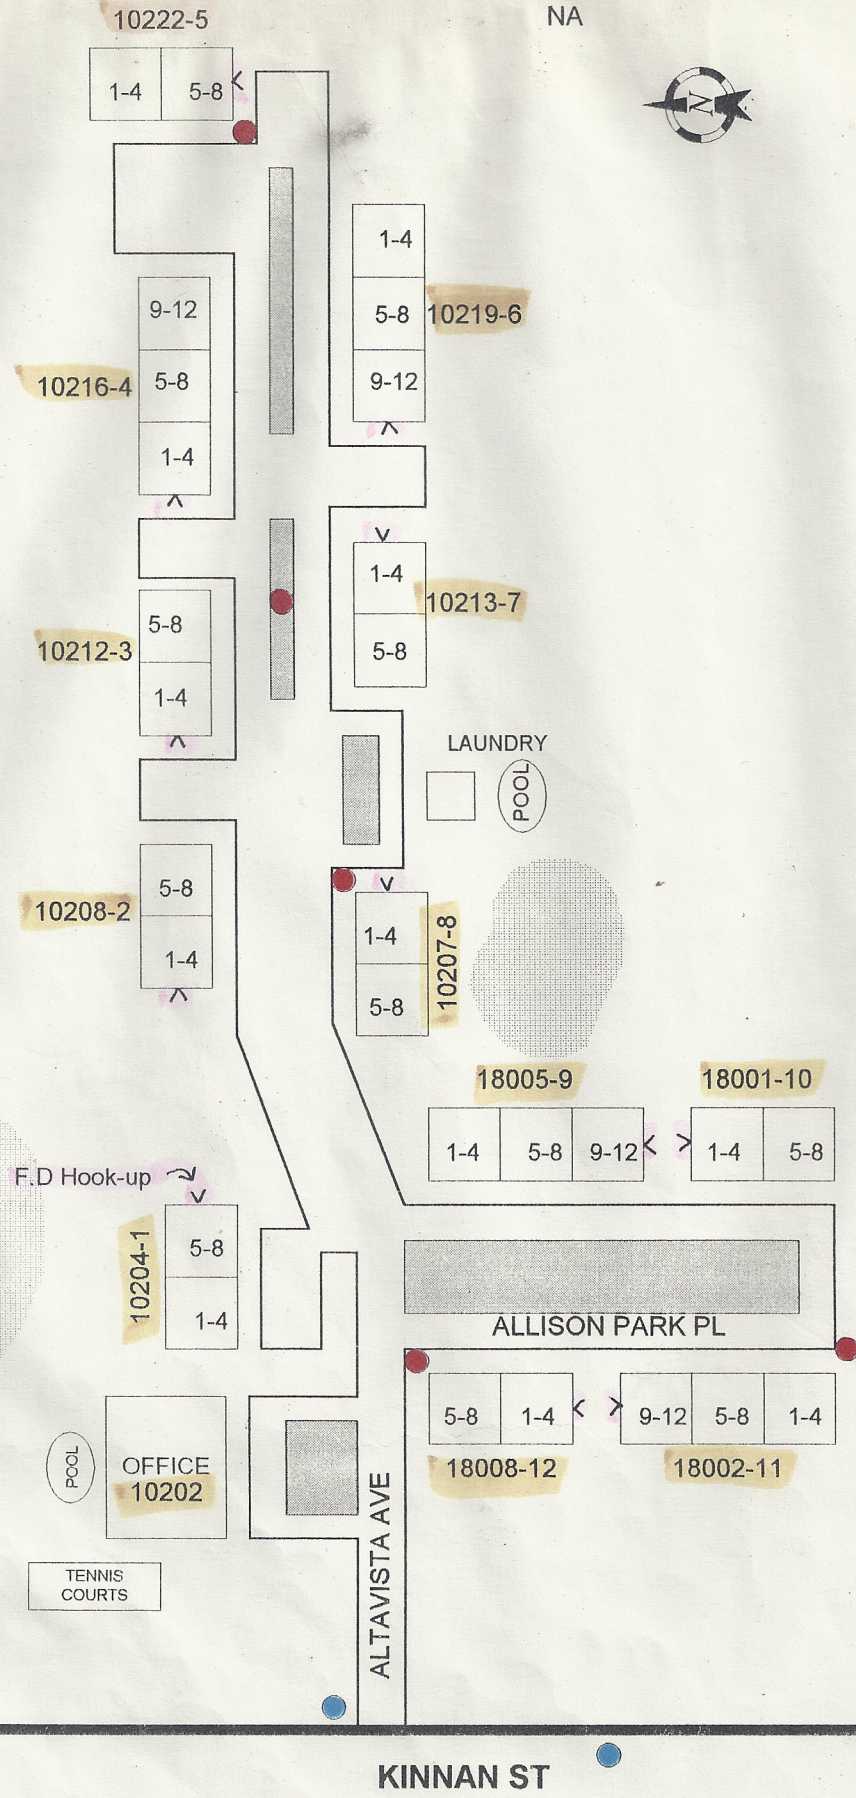 10222-5
NA
1-4 5-8
N
1-4
9-12
5-8
10219-6
10216-4
5-8
9-12
1-4
1-4
10213-7
5-8
10212-3
5-8
1-4
LAUNDRY
POOL
5-8
10208-2
1-4
10207-8
1-4
5-8
18005-9
18001-10
1-4 5-8 9-12
1-4 5-8
F.D Hook-up
10204-1
5-8
1-4
ALLISON PARK PL
5-8 1-4
9-12 5-8 1-4
18008-12
18002-11
POOL
OFFICE
10202
ALTAVISTA AVE
TENNIS
COURTS
KINNAN ST